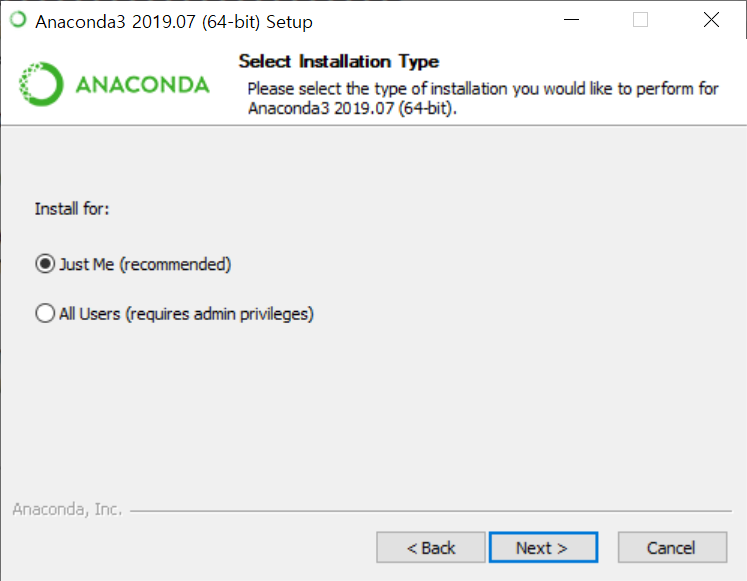 Anaconda3 2019.07 (64-bit) Setup
Select Installation Type
ANACONDA
Please select the type of installation you would like to perform for
Anaconda3 2019.07 (64-bit).
Install for:
Just Me (recommended)
All Users (requires admin privileges)
Anaconda, Inc.
< Back
Next >
Cancel